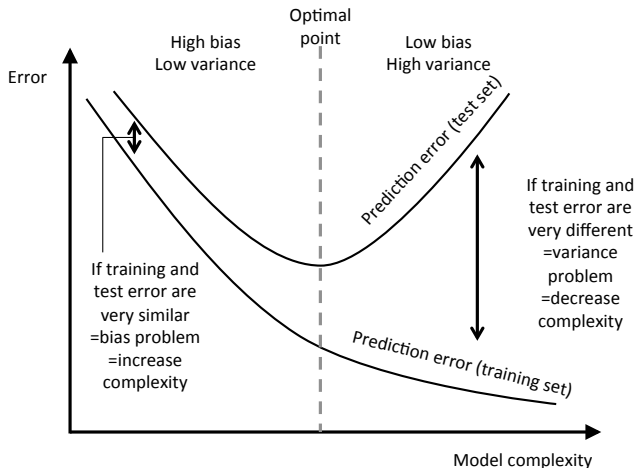 Optimal
point
High bias
Low variance
Low bias
High variance
Error
Prediction error (test set)
If training and
test error are
very different
=variance
problem
=decrease
complexity
If training and
test error are
very similar
=bias problem
=increase
complexity
Prediction error (training set)
Model complexity